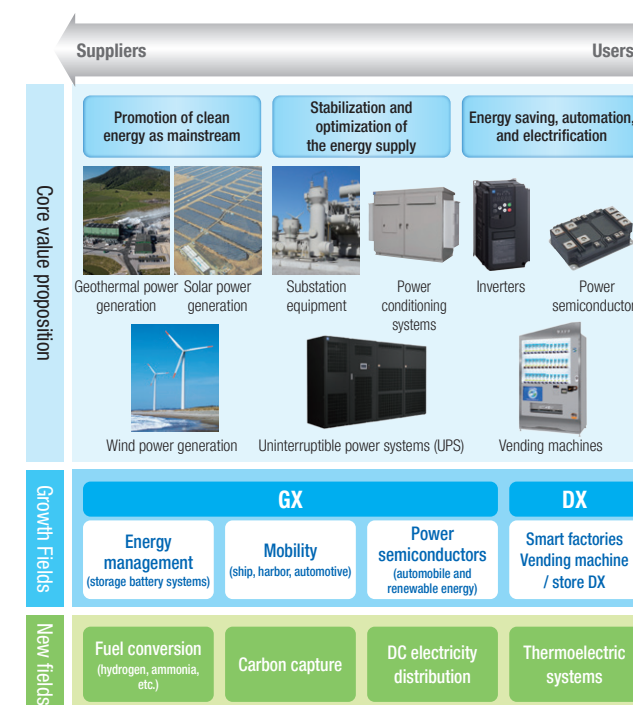 Suppliers
Users
Core value proposition
Promotion of clean
energy as mainstream
Stabilization and
optimization of
the energy supply
Energy saving, automation,
and electrification
Geothermal power
generation
Solar power
generation
Substation
equipment
Power
conditioning
systems
Inverters
Power
semiconductor
Wind power generation
Uninterruptible power systems (UPS)
Vending machines
Growth Fields
GX
DX
Energy
management
(storage battery systems)
Mobility
(ship, harbor, automotive)
Power
semiconductors
(automobile and
renewable energy)
Smart factories
Vending machine
/ store DX
New fields
Fuel conversion
(hydrogen, ammonia,
etc.)
Carbon capture
DC electricity
distribution
Thermoelectric
systems